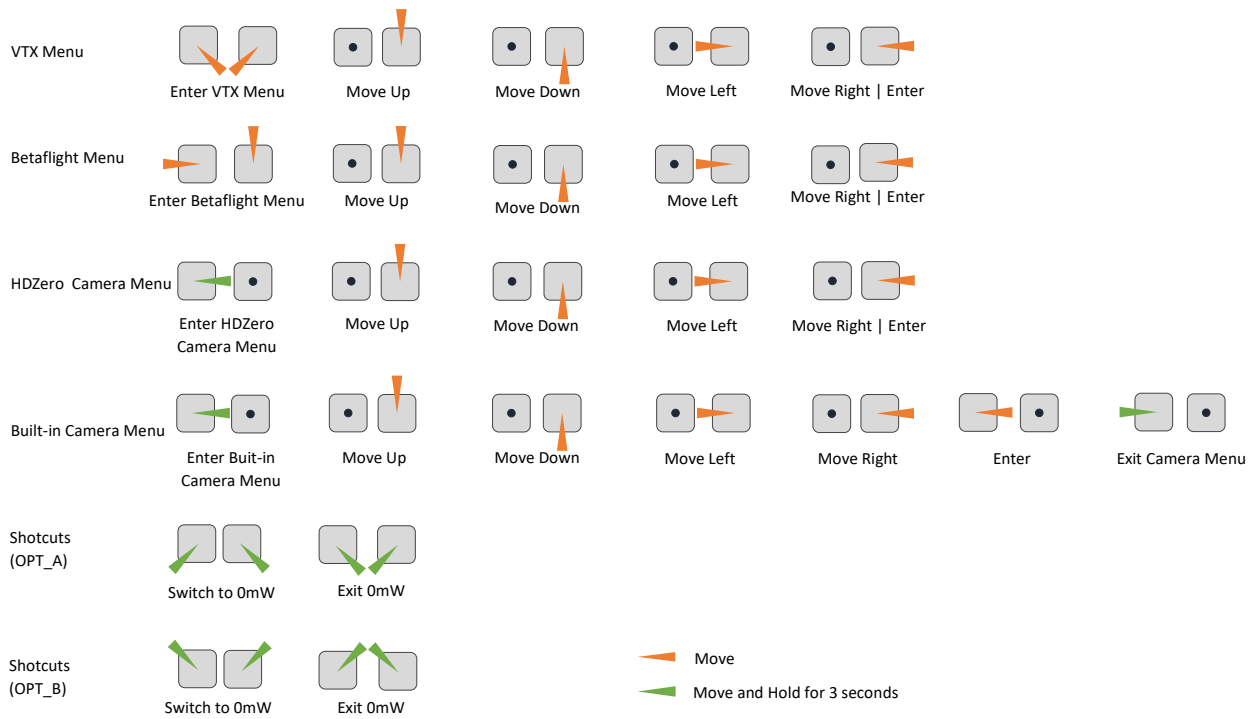 VTX Menu
Enter VTX Menu
Move Up
Move Down
Move Left
Move Right | Enter
Betaflight Menu
Enter Betaflight Menu
Move Up
Move Down
Move Left
Move Right | Enter
HDZero Camera Menu
Enter HDZero
Camera Menu
Move Up
Move Down
Move Left
Move Right | Enter
Built-in Camera Menu
Enter Buit-in
Camera Menu
Move Up
Move Down
Move Left
Move Right
Enter
Exit Camera Menu
Shotcuts
(OPT_A)
Switch to 0mW
Exit 0mW
Shotcuts
(OPT_B)
Switch to 0mW
Exit 0mW
Move
Move and Hold for 3 seconds